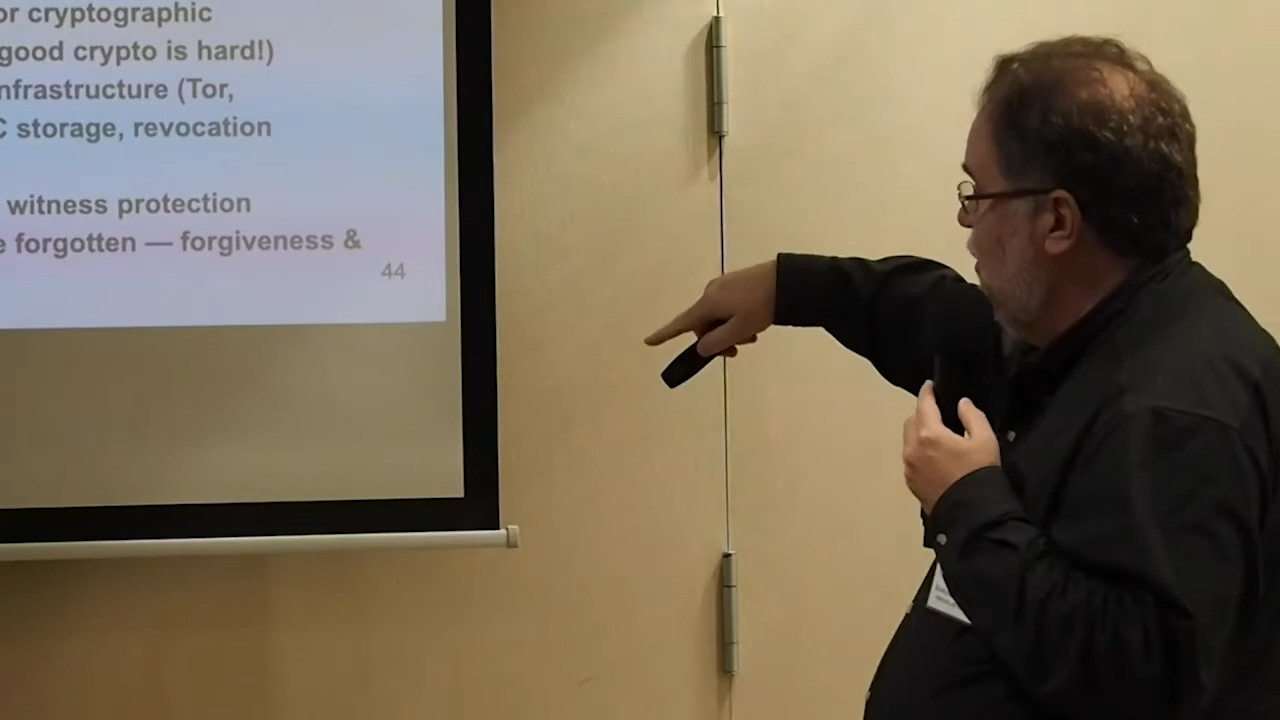 or cryptographic
good crypto is hard!)
nfrastructure (Tor,
C storage, revocation
witness protection
e forgotten — forgiveness &
44